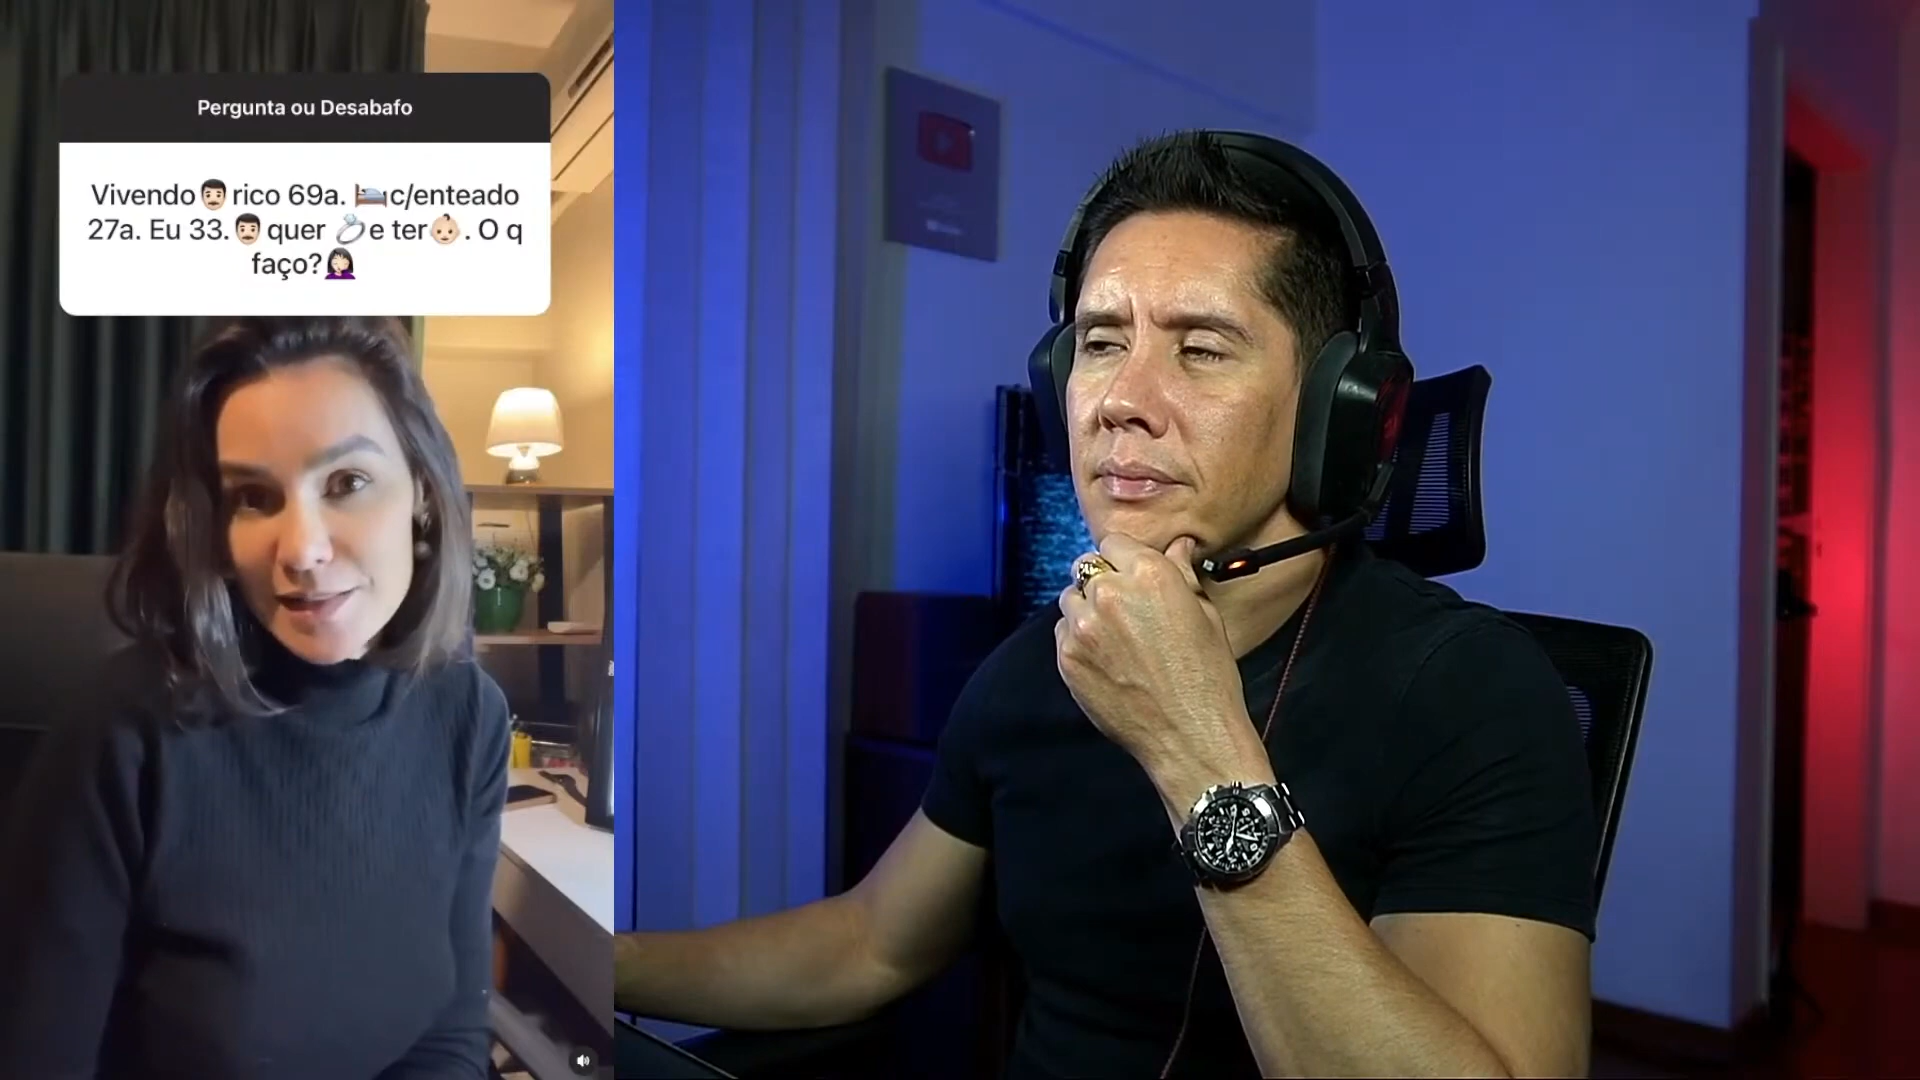 Pergunta ou Desabafo
Vivendo👨🏻rico 69a. 🛌c/enteado
27a. Eu 33.👨🏻quer 💍e ter👶🏻. O q
faço?🤦🏻‍♀️